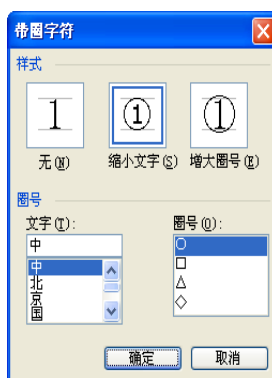 带圈字符
样式
1 ① ①
无(N) 缩小文字(S) 增大圈号(E)
圈号
文字(T): 圈号(O):
中
中
北
京
国
○
□
△
◇
确定 取消